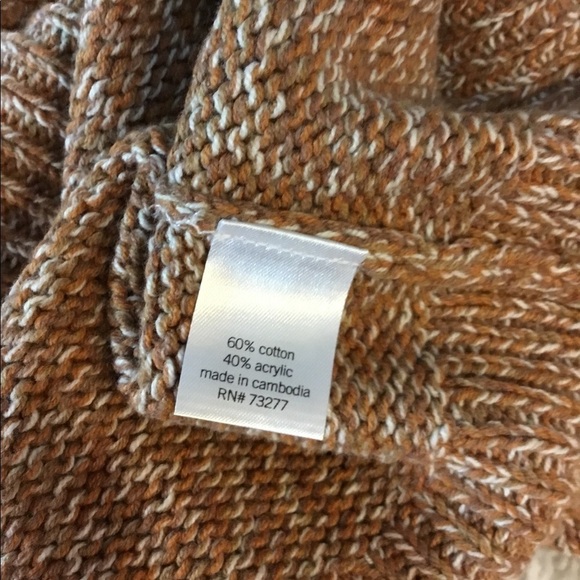 60% cotton
40% acrylic
made in cambodia
RN# 73277